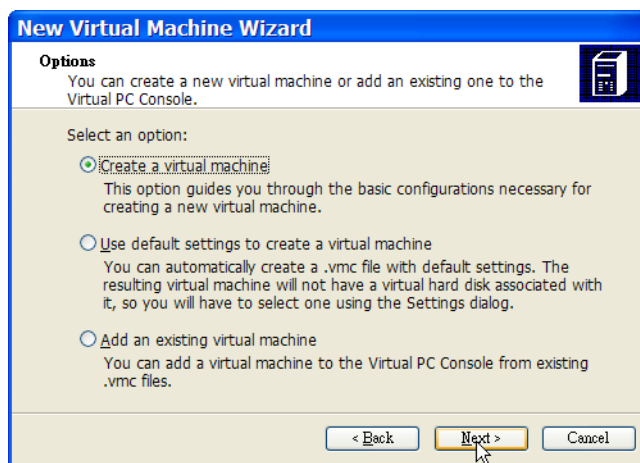 New Virtual Machine Wizard
Options
You can create a new virtual machine or add an existing one to the
Virtual PC Console.
Select an option:
Create a virtual machine
This option guides you through the basic configurations necessary for
creating a new virtual machine.
Use default settings to create a virtual machine
You can automatically create a .vmc file with default settings. The
resulting virtual machine will not have a virtual hard disk associated with
it, so you will have to select one using the Settings dialog.
Add an existing virtual machine
You can add a virtual machine to the Virtual PC Console from existing
.vmc files.
< Back Next > Cancel